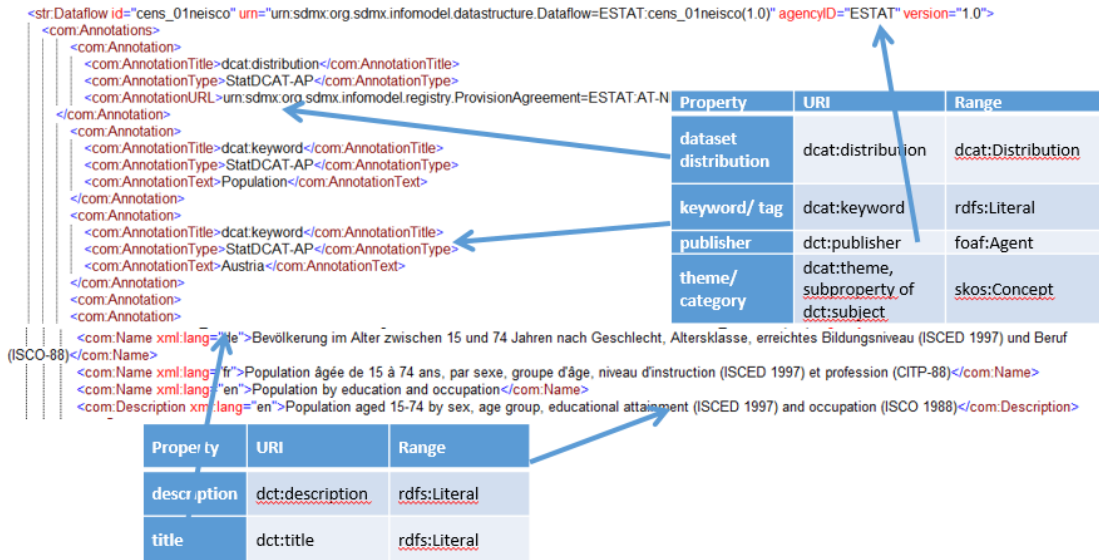 <str:Dataflow id="cens_01neisco" urn="urn:sdmx:org.sdmx.infomodel.datastructure.Dataflow=ESTAT:cens_01neisco(1.0)" agencyID="ESTAT" version="1.0">
<com:Annotations>
<com:Annotation>
<com:AnnotationTitle>dcat:distribution</com:AnnotationTitle>
<com:AnnotationType>StatDCAT-AP</com:AnnotationType>
<com:AnnotationURL>urn:sdmx:org.sdmx.infomodel.registry.ProvisionAgreement=ESTAT:AT-N
</com:Annotation>
<com:Annotation>
<com:AnnotationTitle>dcat:keyword</com:AnnotationTitle>
<com:AnnotationType>StatDCAT-AP</com:AnnotationType>
<com:AnnotationText>Population</com:AnnotationText>
</com:Annotation>
<com:Annotation>
<com:AnnotationTitle>dcat:keyword</com:AnnotationTitle>
<com:AnnotationType>StatDCAT-AP</com:AnnotationType>
<com:AnnotationText>Austria</com:AnnotationText>
</com:Annotation>
<com:Annotation>
<com:Annotation>
Property URI Range
dataset
distribution dcat:distribution dcat:Distribution
keyword/ tag dcat:keyword rdfs:Literal
publisher dct:publisher foaf:Agent
theme/
category dcat:theme,
subproperty of
dct:subject skos:Concept
<com:Name xml:lang="de">Bevölkerung im Alter zwischen 15 und 74 Jahren nach Geschlecht, Altersklasse, erreichtes Bildungsniveau (ISCED 1997) und Beruf
(ISCO-88)</com:Name>
<com:Name xml:lang="fr">Population âgée de 15 à 74 ans, par sexe, groupe d'âge, niveau d'instruction (ISCED 1997) et profession (CITP-88)</com:Name>
<com:Name xml:lang="en">Population by education and occupation</com:Name>
<com:Description xml:lang="en">Population aged 15-74 by sex, age group, educational attainment (ISCED 1997) and occupation (ISCO 1988)</com:Description>
Property URI Range
description dct:description rdfs:Literal
title dct:title rdfs:Literal